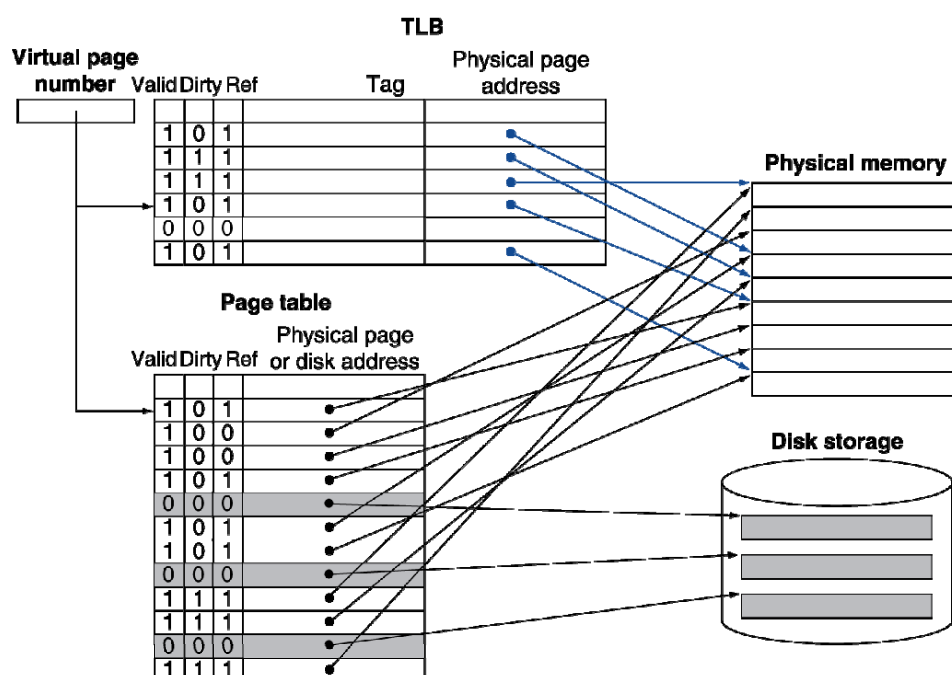 TLB
Virtual page
number
Valid Dirty Ref
Tag
Physical page
address
1 0 1
1 1 1
1 1 1
1 0 1
0 0 0
1 0 1
Physical memory
Page table
Physical page
or disk address
Valid Dirty Ref
1 0 1
1 0 0
1 0 0
1 0 1
0 0 0
1 0 1
1 0 1
0 0 0
1 1 1
1 1 1
0 0 0
1 1 1
Disk storage